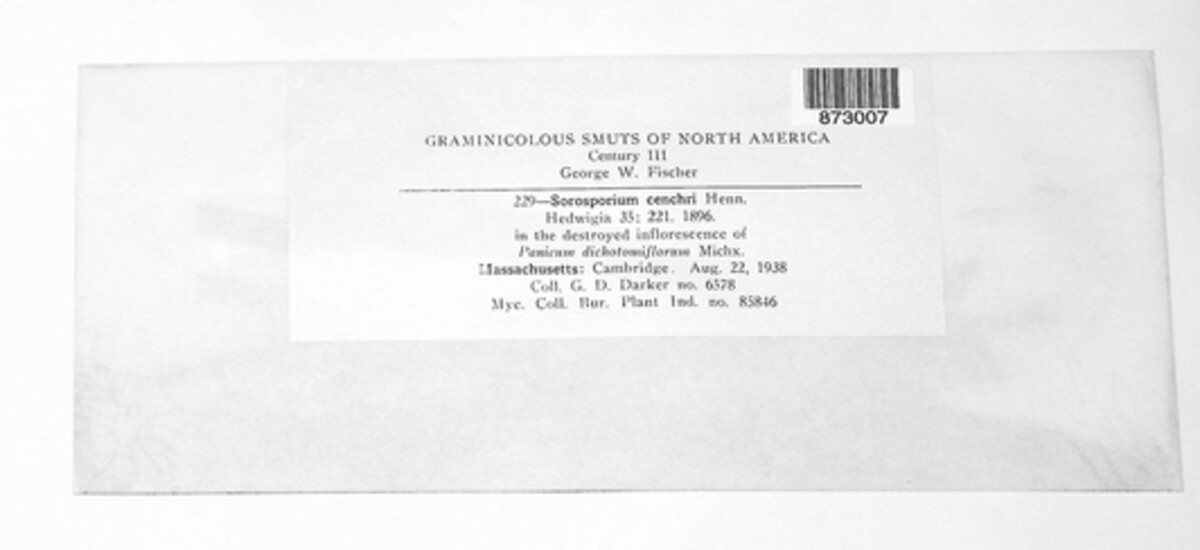 873007
GRAMINICOLOUS SMUTS OF NORTH AMERICA
Century III
George W. Fischer
229—Sorosporium cenchri Henn.
Hedwigia 35: 221. 1896.
in the destroyed inflorescence of
Panicum dichotomiflorum Michx.
Massachusetts: Cambridge. Aug. 22, 1938
Coll. G. D. Darker no. 6578
Myc. Coll. Bur. Plant Ind. no. 85846